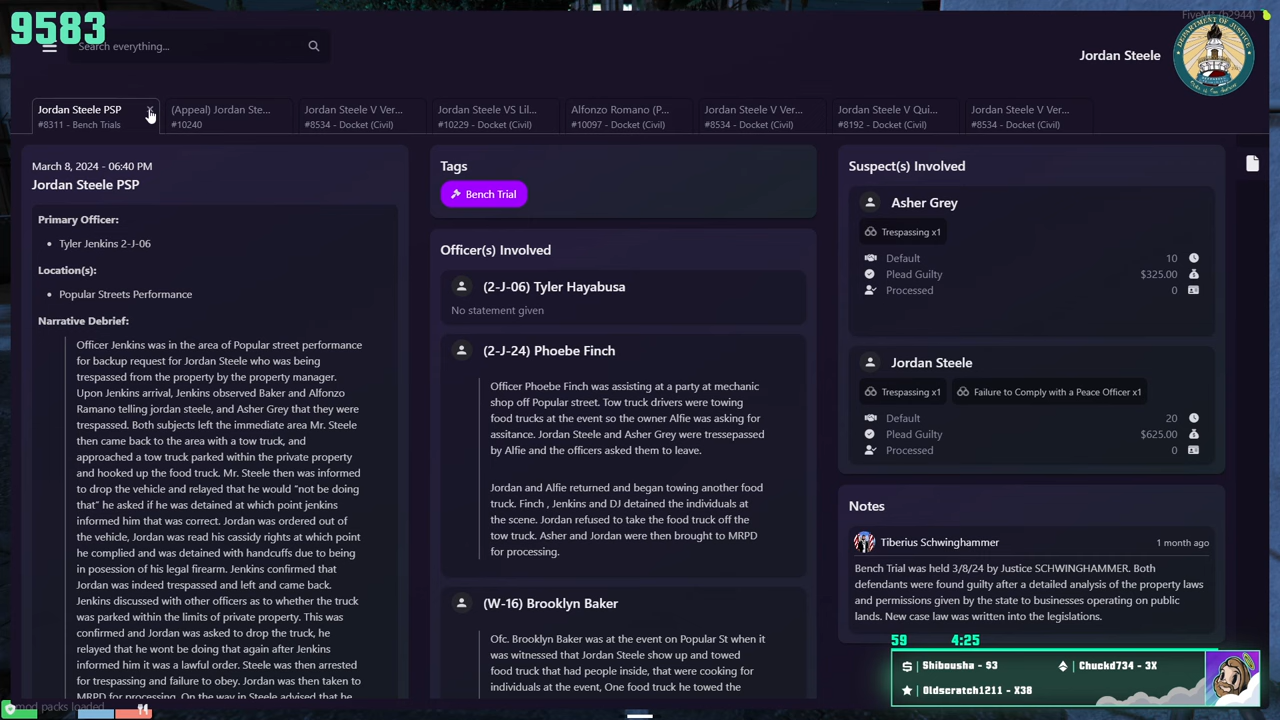 9583
FiveM® (b2944)
Search everything...
Jordan Steele
DEPARTMENT OF JUSTICE
Jordan Steele PSP
#8311 - Bench Trials
(Appeal) Jordan Ste...
#10240
Jordan Steele V Ver...
#8534 - Docket (Civil)
Jordan Steele VS Lil...
#10229 - Docket (Civil)
Alfonzo Romano (P...
#10097 - Docket (Civil)
Jordan Steele V Ver...
#8534 - Docket (Civil)
Jordan Steele V Qui...
#8192 - Docket (Civil)
Jordan Steele V Ver...
#8534 - Docket (Civil)
March 8, 2024 - 06:40 PM
Jordan Steele PSP
Primary Officer:
• Tyler Jenkins 2-J-06
Location(s):
• Popular Streets Performance
Narrative Debrief:
Officer Jenkins was in the area of Popular street performance
for backup request for Jordan Steele who was being
trespassed from the property by the property manager.
Upon Jenkins arrival, Jenkins observed Baker and Alfonzo
Ramano telling jordan steele, and Asher Grey that they were
trespassed. Both subjects left the immediate area Mr. Steele
then came back to the area with a tow truck, and
approached a tow truck parked within the private property
and hooked up the food truck. Mr. Steele then was informed
to drop the vehicle and relayed that he would "not be doing
that" he asked if he was detained at which point jenkins
informed him that was correct. Jordan was ordered out of
the vehicle, Jordan was read his cassidy rights at which point
he complied and was detained with handcuffs due to being
in posession of his legal firearm. Jenkins confirmed that
Jordan was indeed trespassed and left and came back.
Jenkins discussed with other officers as to whether the truck
was parked within the limits of private property. This was
confirmed and Jordan was asked to drop the truck, he
relayed that he wont be doing that again after Jenkins
informed him it was a lawful order. Steele was then arrested
for trespassing and failure to obey. Jordan was then taken to
MRPD for processing. On the way in Steele advised that he
Tags
Bench Trial
Officer(s) Involved
(2-J-06) Tyler Hayabusa
No statement given
(2-J-24) Phoebe Finch
Officer Phoebe Finch was assisting at a party at mechanic
shop off Popular street. Tow truck drivers were towing
food trucks at the event so the owner Alfie was asking for
assitance. Jordan Steele and Asher Grey were tressepassed
by Alfie and the officers asked them to leave.
Jordan and Alfie returned and began towing another food
truck. Finch , Jenkins and DJ detained the individuals at
the scene. Jordan refused to take the food truck off the
tow truck. Asher and Jordan were then brought to MRPD
for processing.
(W-16) Brooklyn Baker
Ofc. Brooklyn Baker was at the event on Popular St when it
was witnessed that Jordan Steele show up and towed
food truck that had people inside, that were cooking for
individuals at the event, One food truck he towed the
Suspect(s) Involved
Asher Grey
Trespassing x1
Default 10
Plead Guilty $325.00
Processed 0
Jordan Steele
Trespassing x1 Failure to Comply with a Peace Officer x1
Default 20
Plead Guilty $625.00
Processed 0
Notes
Tiberius Schwinghammer 1 month ago
Bench Trial was held 3/8/24 by Justice SCHWINGHAMMER. Both
defendants were found guilty after a detailed analysis of the property laws
and permissions given by the state to businesses operating on public
lands. New case law was written into the legislations.
59 4:25
Shibousha - 93
Chuckd734 - 3X
Oldscratch1211 - X38
mod packs loaded